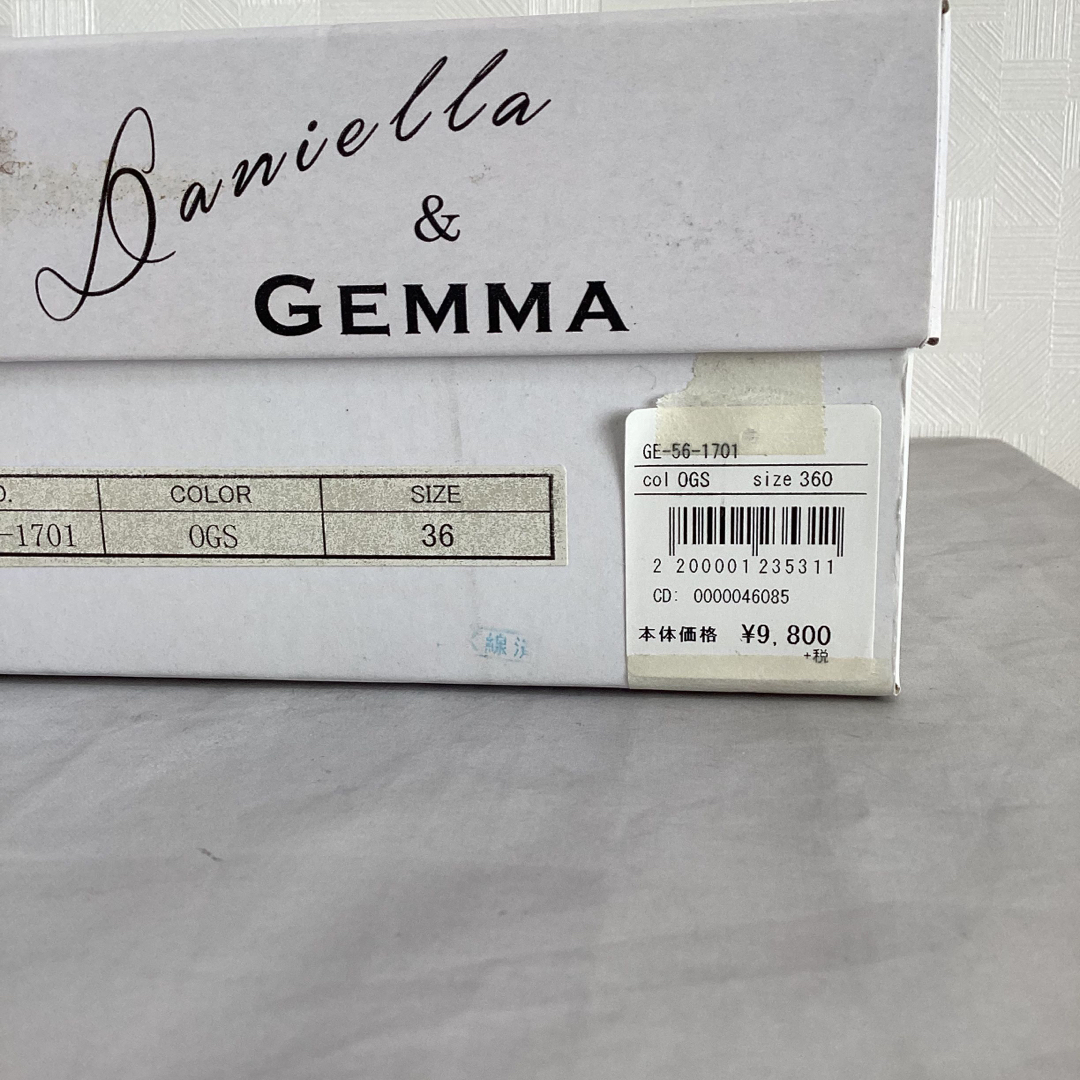 Daniella
&
GEMMA
O. COLOR SIZE
-1701 OGS 36
GE-56-1701
col OGS size 360
2 200001 235311
CD: 0000046085
本体価格 ¥9,800
+税
線